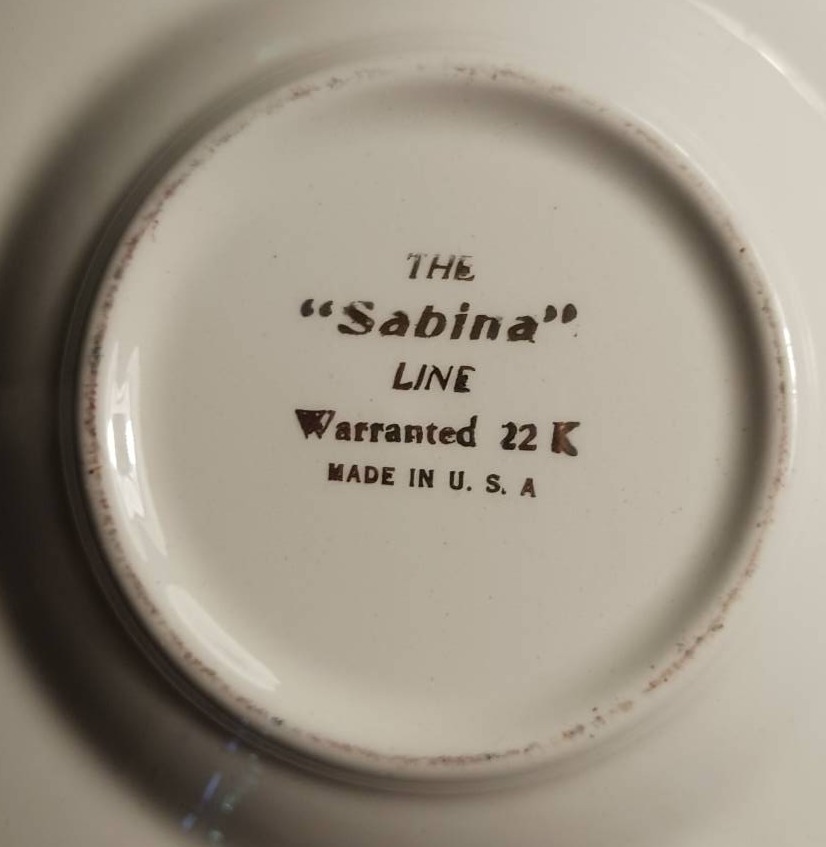 THE
“Sabina”
LINE
Warranted 22 K
MADE IN U. S. A